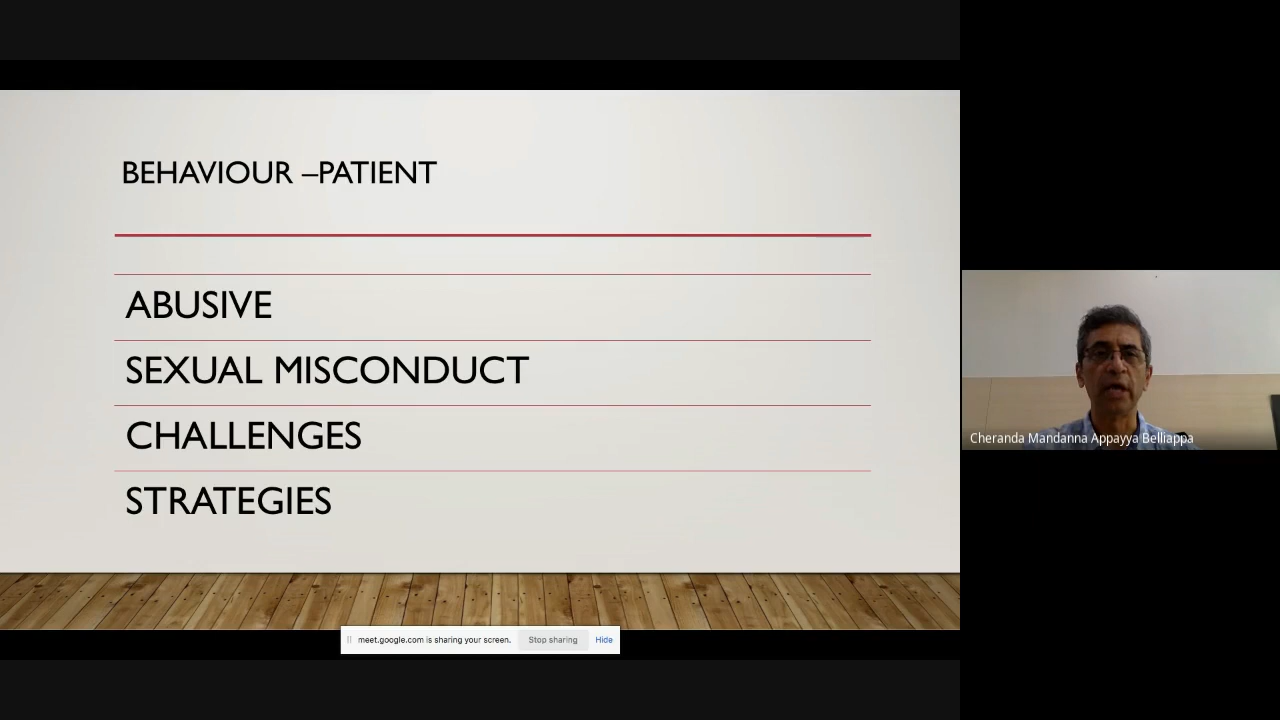 BEHAVIOUR –PATIENT
ABUSIVE
SEXUAL MISCONDUCT
CHALLENGES
STRATEGIES
Cheranda Mandanna Appayya Belliappa
meet.google.com is sharing your screen. Stop sharing Hide